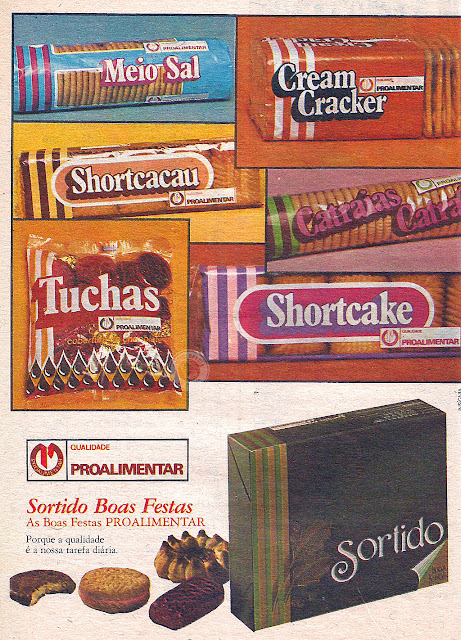 Meio Sal
PROALIMENTAR
Cream
Cracker
PROALIMENTAR
Shortcacau
PROALIMENTAR
Catraias
Tuchas
PROALIMENTAR
Shortcake
QUALIDADE
PROALIMENTAR
QUALIDADE
PROALIMENTAR
Sortido Boas Festas
As Boas Festas PROALIMENTAR
Porque a qualidade
é a nossa tarefa diária.
Sortido